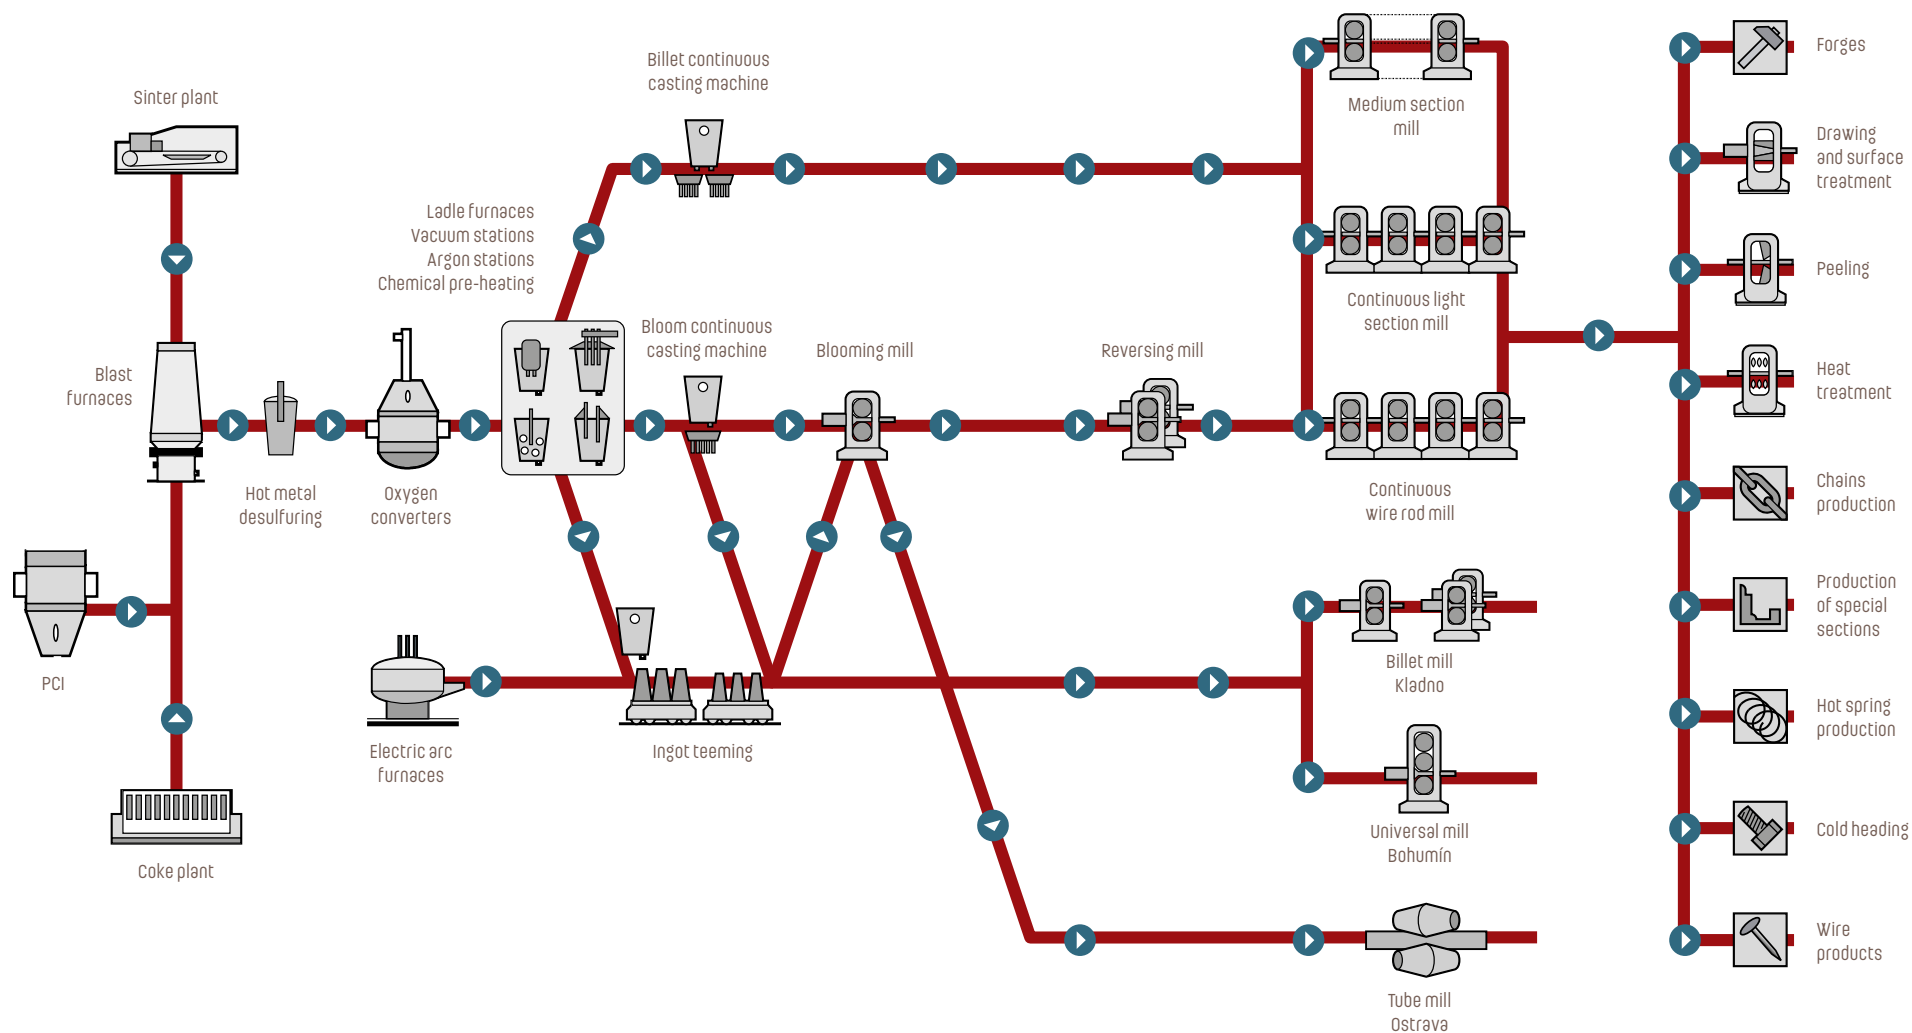 Sinter plant
Blast
furnaces
PCI
Coke plant
Hot metal
desulfuring
Oxygen
converters
Ladle furnaces
Vacuum stations
Argon stations
Chemical pre-heating
Electric arc
furnaces
Billet continuous
casting machine
Bloom continuous
casting machine
Ingot teeming
Blooming mill
Reversing mill
Medium section
mill
Continuous light
section mill
Continuous
wire rod mill
Billet mill
Kladno
Universal mill
Bohumín
Tube mill
Ostrava
Forges
Drawing
and surface
treatment
Peeling
Heat
treatment
Chains
production
Production
of special
sections
Hot spring
production
Cold heading
Wire
products